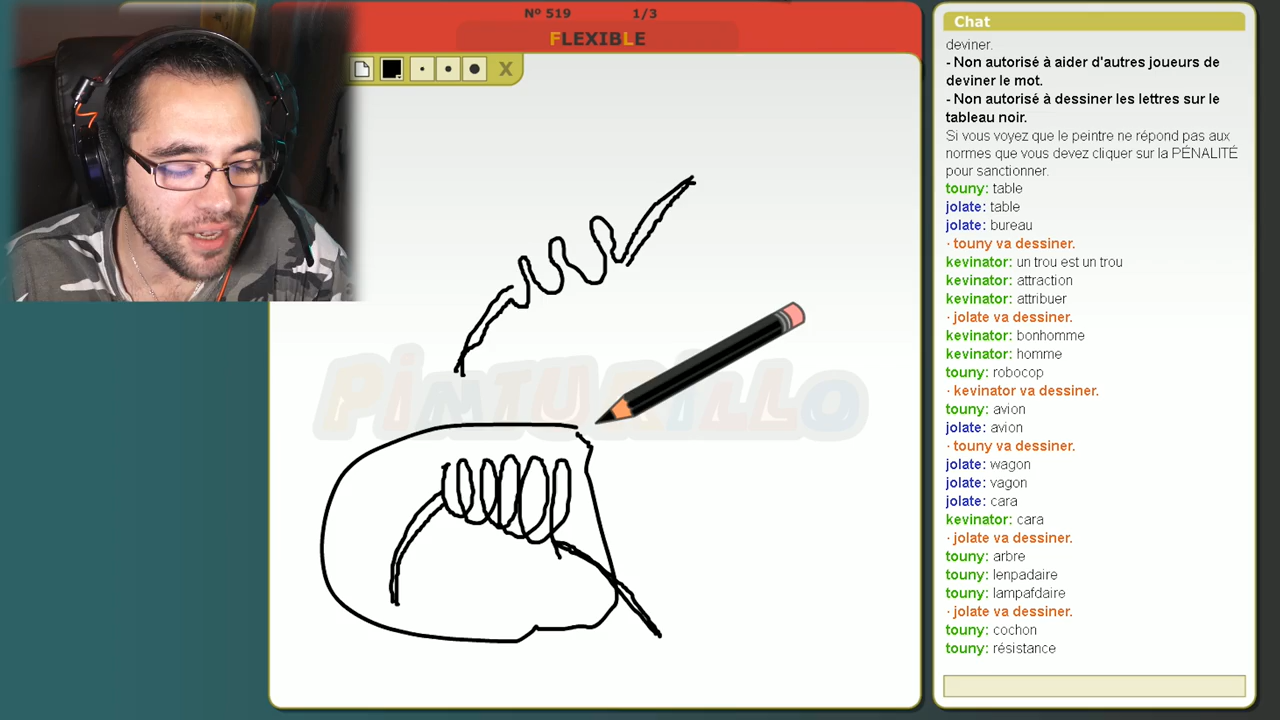 Nº 519 1/3
FLEXIBLE
X
PiNTURiLLO
Chat
deviner.
- Non autorisé à aider d'autres joueurs de
deviner le mot.
- Non autorisé à dessiner les lettres sur le
tableau noir.
Si vous voyez que le peintre ne répond pas aux
normes que vous devez cliquer sur la PÉNALITÉ
pour sanctionner.
touny: table
jolate: table
jolate: bureau
· touny va dessiner.
kevinator: un trou est un trou
kevinator: attraction
kevinator: attribuer
· jolate va dessiner.
kevinator: bonhomme
kevinator: homme
touny: robocop
· kevinator va dessiner.
touny: avion
jolate: avion
· touny va dessiner.
jolate: wagon
jolate: vagon
jolate: cara
kevinator: cara
· jolate va dessiner.
touny: arbre
touny: lenpadaire
touny: lampafdaire
· jolate va dessiner.
touny: cochon
touny: résistance